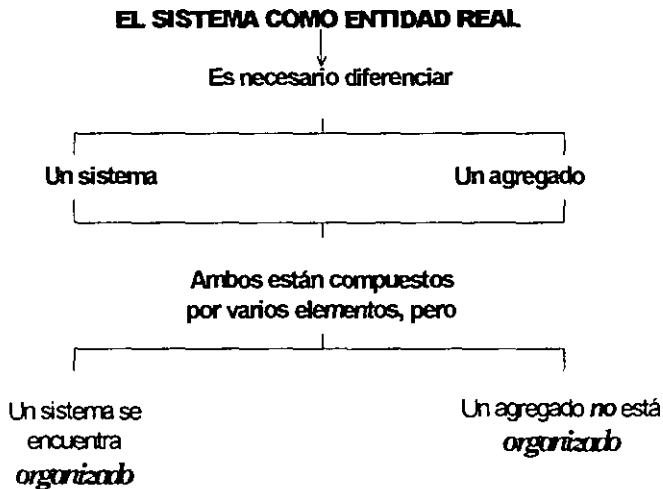 EL SISTEMA COMO ENTIDAD REAL
Es necesario diferenciar
Un sistema
Un agregado
Ambos están compuestos
por varios elementos, pero
Un sistema se
encuentra
organizado
Un agregado no está
organizado